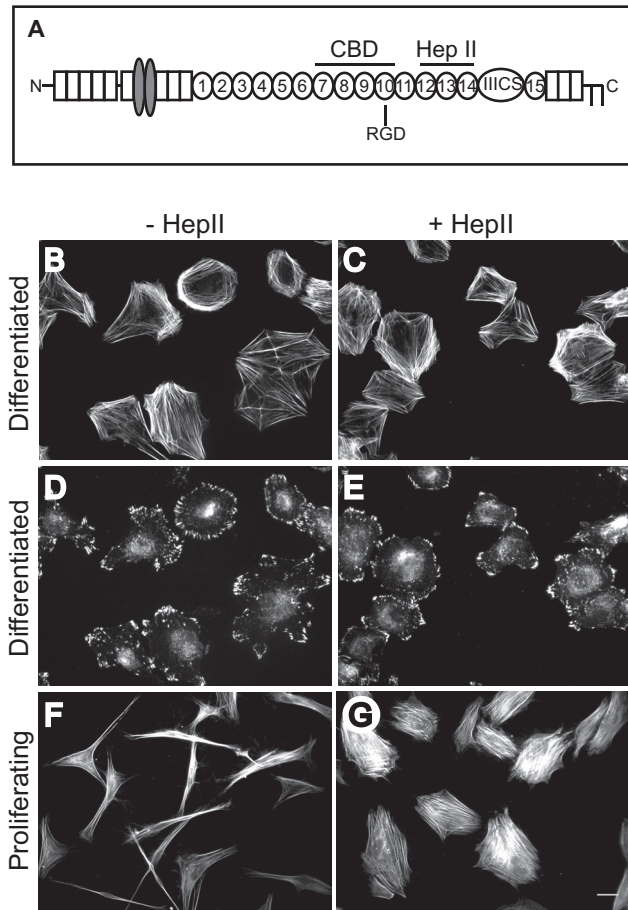 A
CBD Hep II
N 1 2 3 4 5 6 7 8 9 10 11 12 13 14 IIICS 15 C
RGD
- HepII + HepII
Differentiated B C
Differentiated D E
Proliferating F G